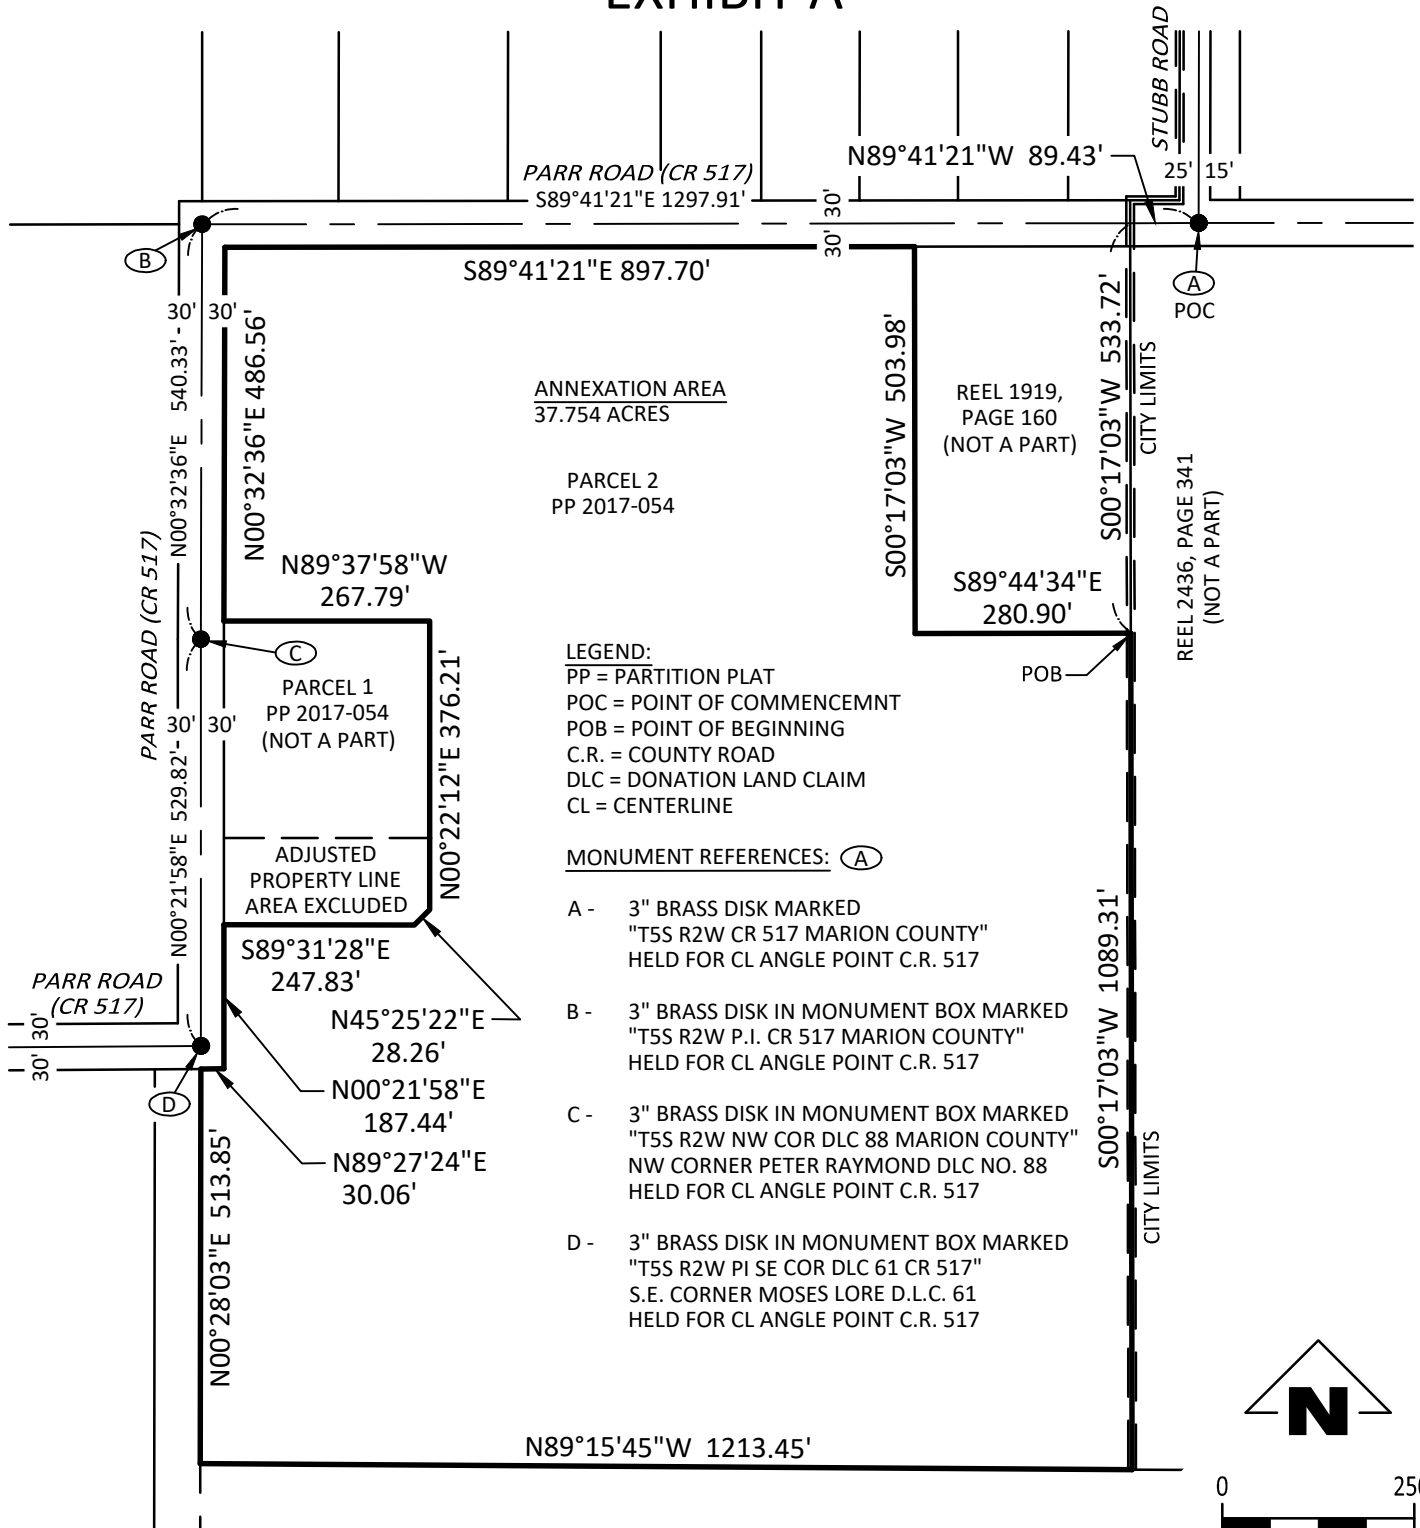 EXHIBIT A
STUBB ROAD
N89°41'21"W 89.43'
25' 15'
PARR ROAD (CR 517)
S89°41'21"E 1297.91'
30'
30'
B
S89°41'21"E 897.70'
A
POC
30' 30'
N00°32'36"E 540.33'
N00°32'36"E 486.56'
S00°17'03"W 503.98'
S00°17'03"W 533.72'
CITY LIMITS
ANNEXATION AREA
37.754 ACRES
PARCEL 2
PP 2017-054
REEL 1919,
PAGE 160
(NOT A PART)
REEL 2436, PAGE 341
(NOT A PART)
PARR ROAD (CR 517)
N89°37'58"W
267.79'
S89°44'34"E
280.90'
POB
C
PARCEL 1
PP 2017-054
(NOT A PART)
30' 30'
N00°21'58"E 529.82'
N00°22'12"E 376.21'
ADJUSTED
PROPERTY LINE
AREA EXCLUDED
LEGEND:
PP = PARTITION PLAT
POC = POINT OF COMMENCEMNT
POB = POINT OF BEGINNING
C.R. = COUNTY ROAD
DLC = DONATION LAND CLAIM
CL = CENTERLINE
MONUMENT REFERENCES: A
A - 3" BRASS DISK MARKED
"T5S R2W CR 517 MARION COUNTY"
HELD FOR CL ANGLE POINT C.R. 517
B - 3" BRASS DISK IN MONUMENT BOX MARKED
"T5S R2W P.I. CR 517 MARION COUNTY"
HELD FOR CL ANGLE POINT C.R. 517
C - 3" BRASS DISK IN MONUMENT BOX MARKED
"T5S R2W NW COR DLC 88 MARION COUNTY"
NW CORNER PETER RAYMOND DLC NO. 88
HELD FOR CL ANGLE POINT C.R. 517
D - 3" BRASS DISK IN MONUMENT BOX MARKED
"T5S R2W PI SE COR DLC 61 CR 517"
S.E. CORNER MOSES LORE D.L.C. 61
HELD FOR CL ANGLE POINT C.R. 517
S89°31'28"E
247.83'
PARR ROAD
(CR 517)
30'
30'
D
N45°25'22"E
28.26'
N00°21'58"E
187.44'
N89°27'24"E
30.06'
N00°28'03"E 513.85'
S00°17'03"W 1089.31'
CITY LIMITS
N89°15'45"W 1213.45'
N
0 250